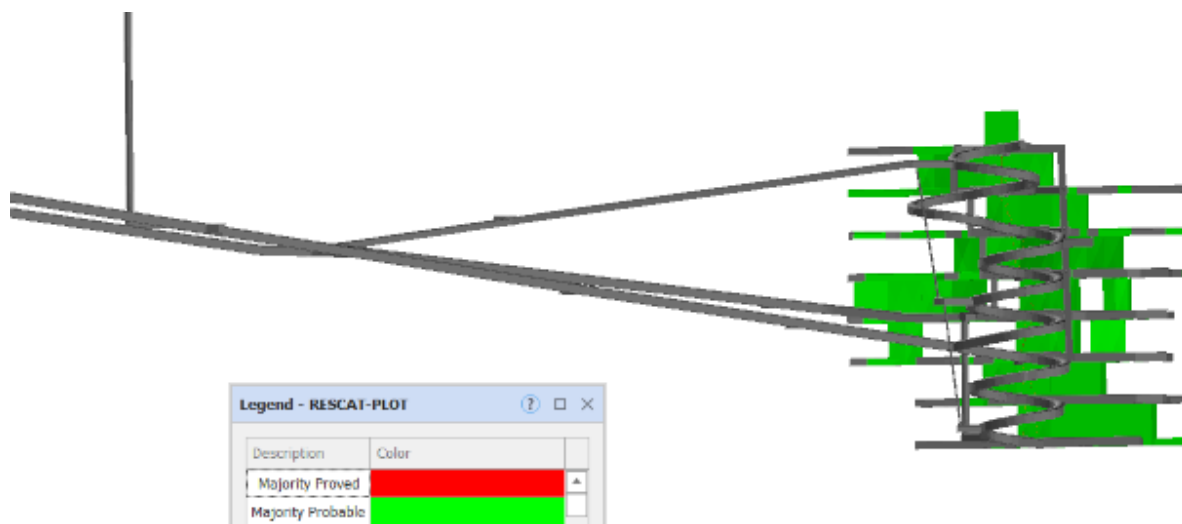 Legend - RESCAT-PLOT
Description Color
Majority Proved
Majority Probable